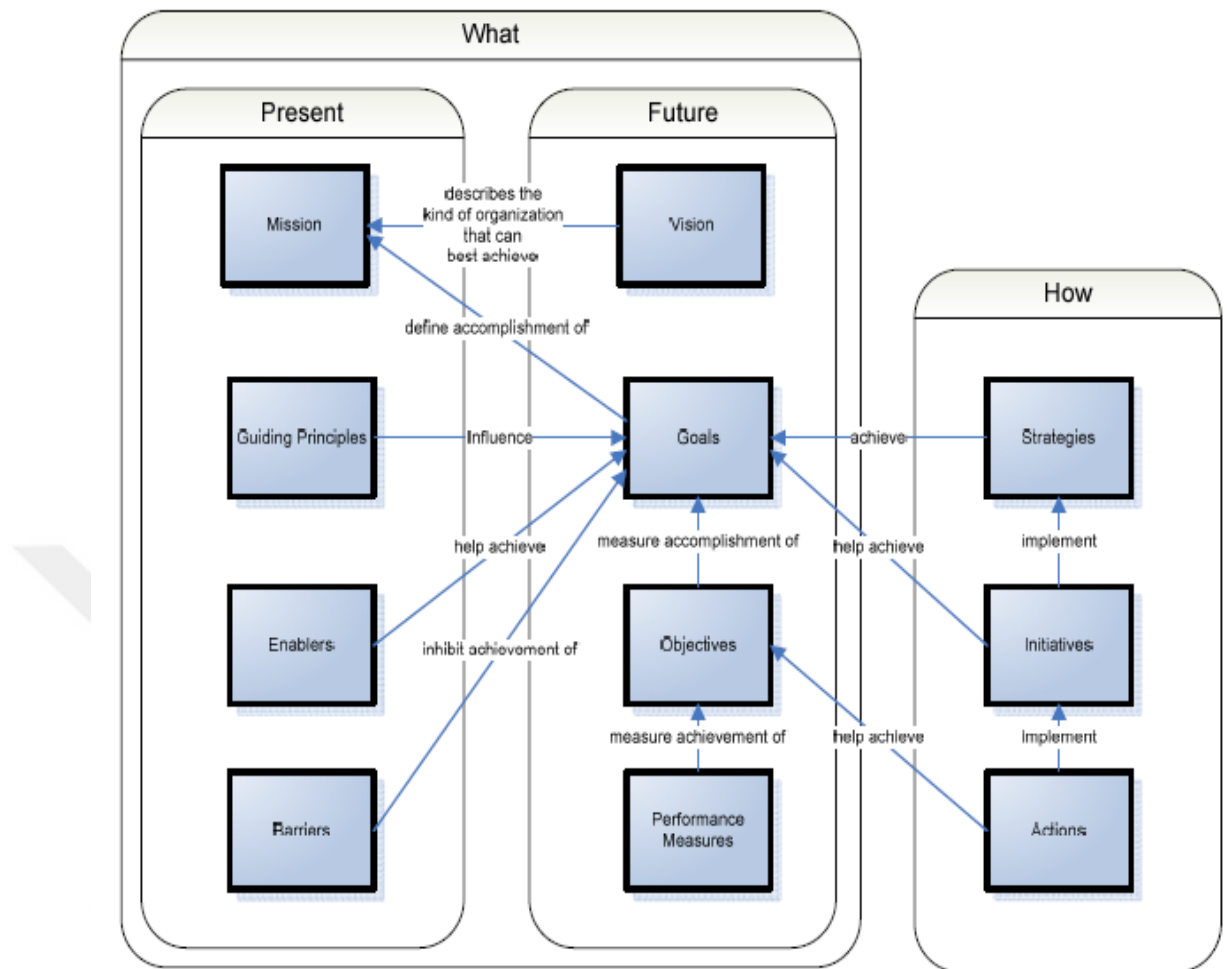 What
Present
Future
Mission
describes the
kind of organization
that can
best achieve
Vision
How
define accomplishment of
Guiding Principles
Influence
Goals
achieve
Strategies
help achieve
measure accomplishment of
help achieve
implement
Enablers
inhibit achievement of
Objectives
Initiatives
measure achievement of
help achieve
Implement
Barriers
Performance
Measures
Actions